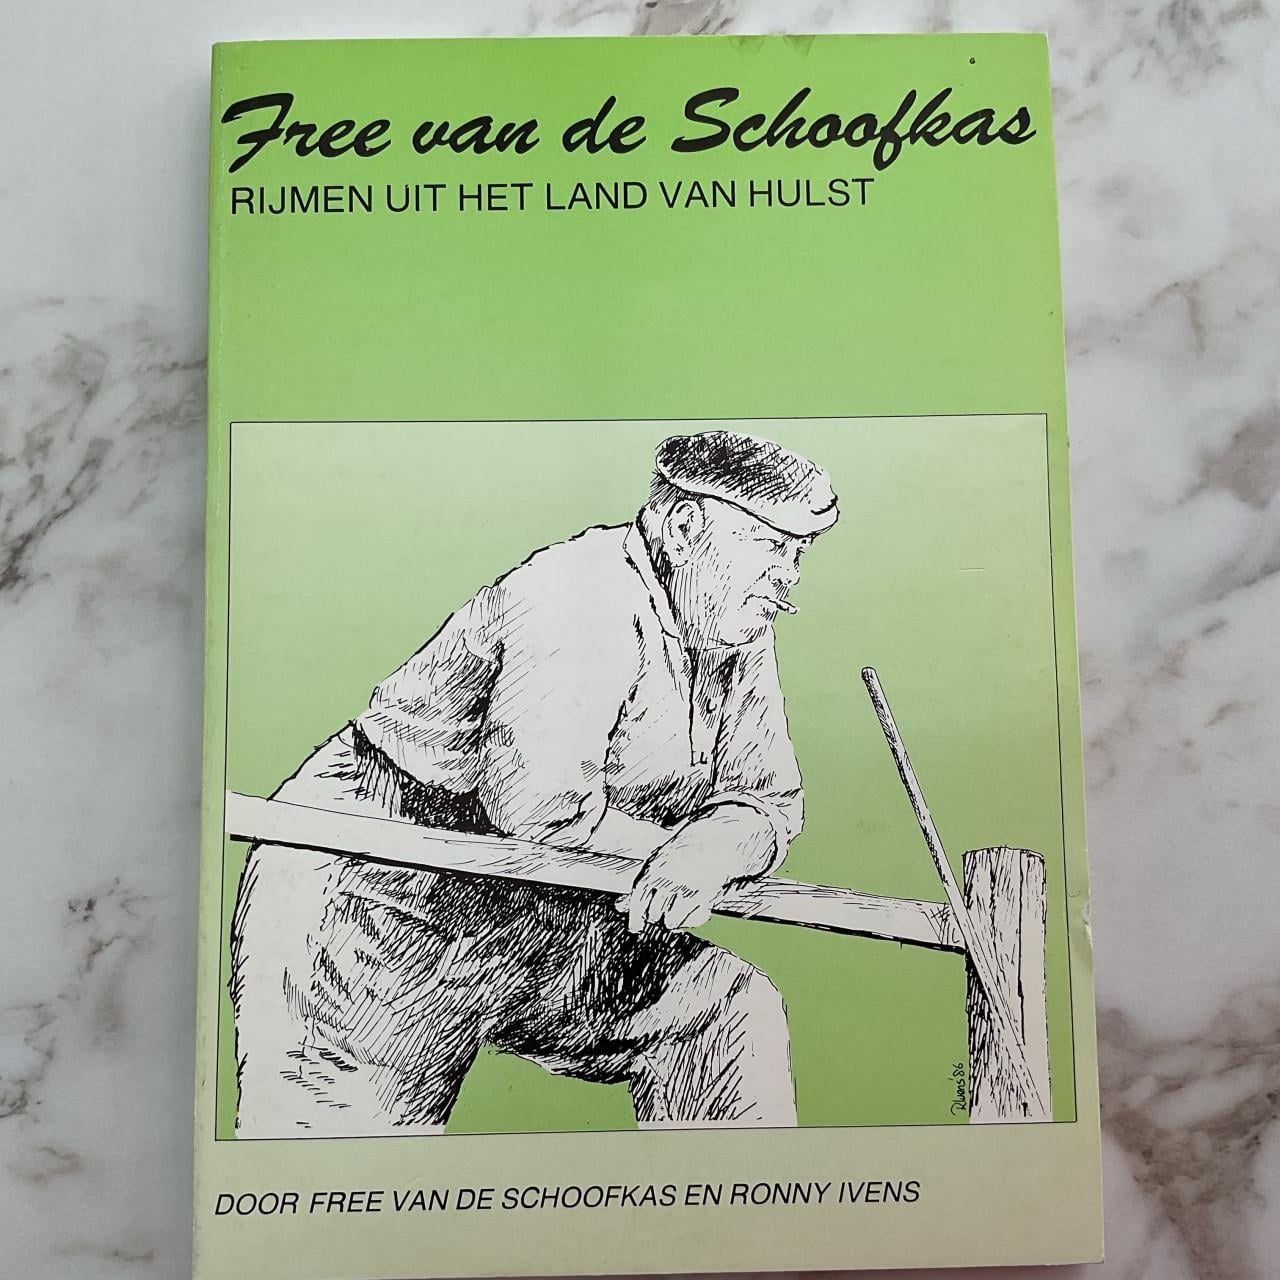 Free van de Schoofkas
RIJMEN UIT HET LAND VAN HULST
R.Ivens '86
DOOR FREE VAN DE SCHOOFKAS EN RONNY IVENS